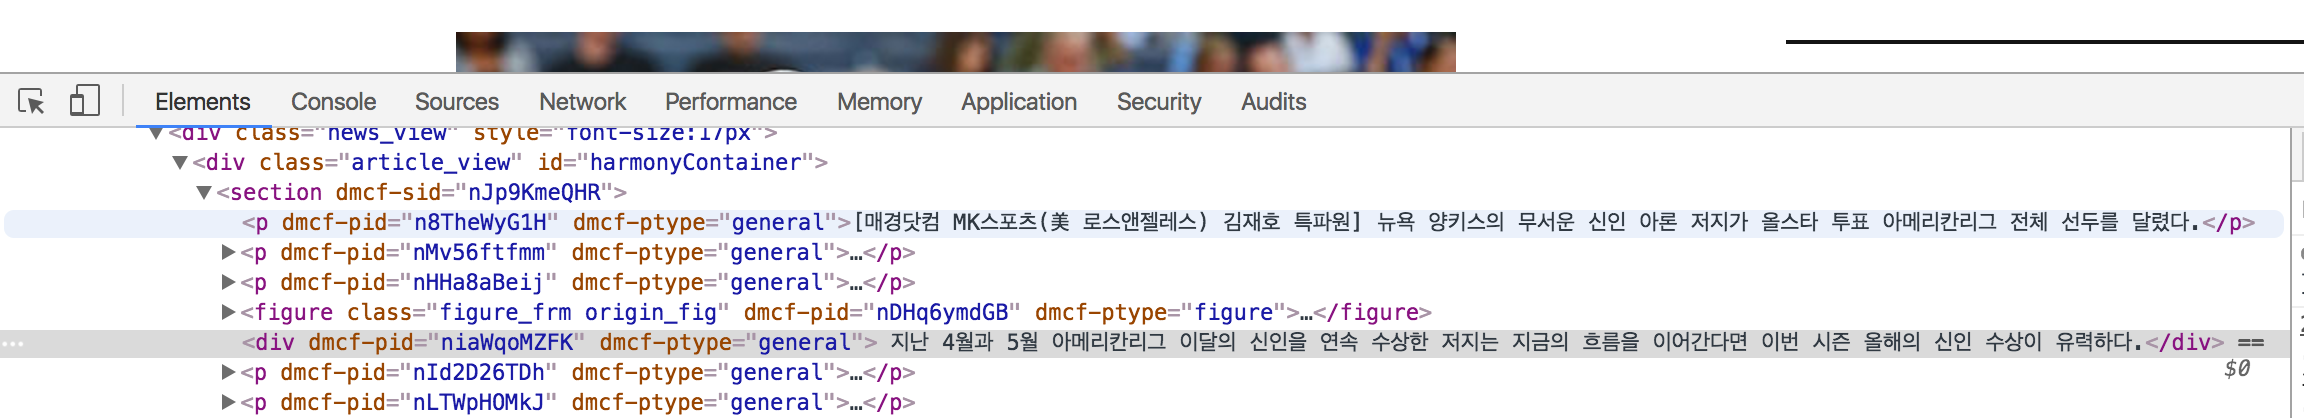 Elements Console Sources Network Performance Memory Application Security Audits
▼<div class="news_view" style="font-size:17px">
▼<div class="article_view" id="harmonyContainer">
▼<section dmcf-sid="nJp9KmeQHR">
<p dmcf-pid="n8TheWyG1H" dmcf-ptype="general">[매경닷컴 MK스포츠(美 로스앤젤레스) 김재호 특파원] 뉴욕 양키스의 무서운 신인 아론 저지가 올스타 투표 아메리칸리그 전체 선두를 달렸다.</p>
▶<p dmcf-pid="nMv56ftfmm" dmcf-ptype="general">…</p>
▶<p dmcf-pid="nHHa8aBeij" dmcf-ptype="general">…</p>
▶<figure class="figure_frm origin_fig" dmcf-pid="nDHq6ymdGB" dmcf-ptype="figure">…</figure>
<div dmcf-pid="niaWqoMZFK" dmcf-ptype="general"> 지난 4월과 5월 아메리칸리그 이달의 신인을 연속 수상한 저지는 지금의 흐름을 이어간다면 이번 시즌 올해의 신인 수상이 유력하다.</div> == $0
▶<p dmcf-pid="nId2D26TDh" dmcf-ptype="general">…</p>
▶<p dmcf-pid="nLTWpHOMkJ" dmcf-ptype="general">…</p>